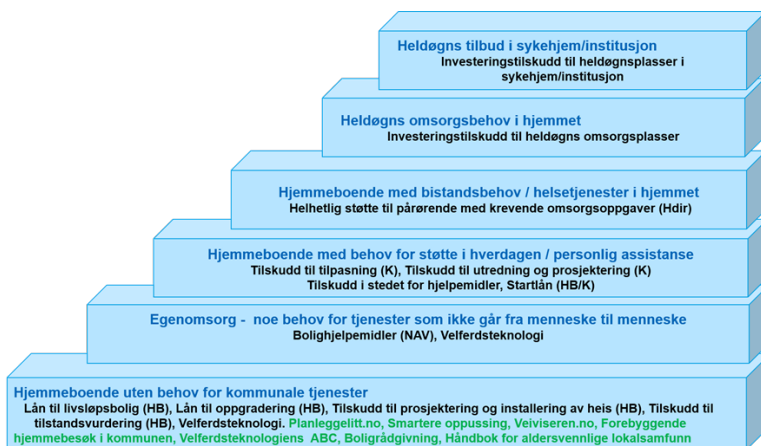 Heldøgns tilbud i sykehjem/institusjon
Investeringstilskudd til heldøgnsplasser i
sykehjem/institusjon
Heldøgns omsorgsbehov i hjemmet
Investeringstilskudd til heldøgns omsorgsplasser
Hjemmeboende med bistandsbehov / helsetjenester i hjemmet
Helhetlig støtte til pårørende med krevende omsorgsoppgaver (Hdir)
Hjemmeboende med behov for støtte i hverdagen / personlig assistanse
Tilskudd til tilpasning (K), Tilskudd til utredning og prosjektering (K)
Tilskudd i stedet for hjelpemidler, Startlån (HB/K)
Egenomsorg - noe behov for tjenester som ikke går fra menneske til menneske
Bolighjelpemidler (NAV), Velferdsteknologi
Hjemmeboende uten behov for kommunale tjenester
Lån til livsløpsbolig (HB), Lån til oppgradering (HB), Tilskudd til prosjektering og installering av heis (HB), Tilskudd til
tilstandsvurdering (HB), Velferdsteknologi. Planleggelitt.no, Smartere oppussing, Veiviseren.no, Forebyggende
hjemmebesøk i kommunen, Velferdsteknologiens ABC, Boligrådgivning, Håndbok for aldersvennlige lokalsamfunn